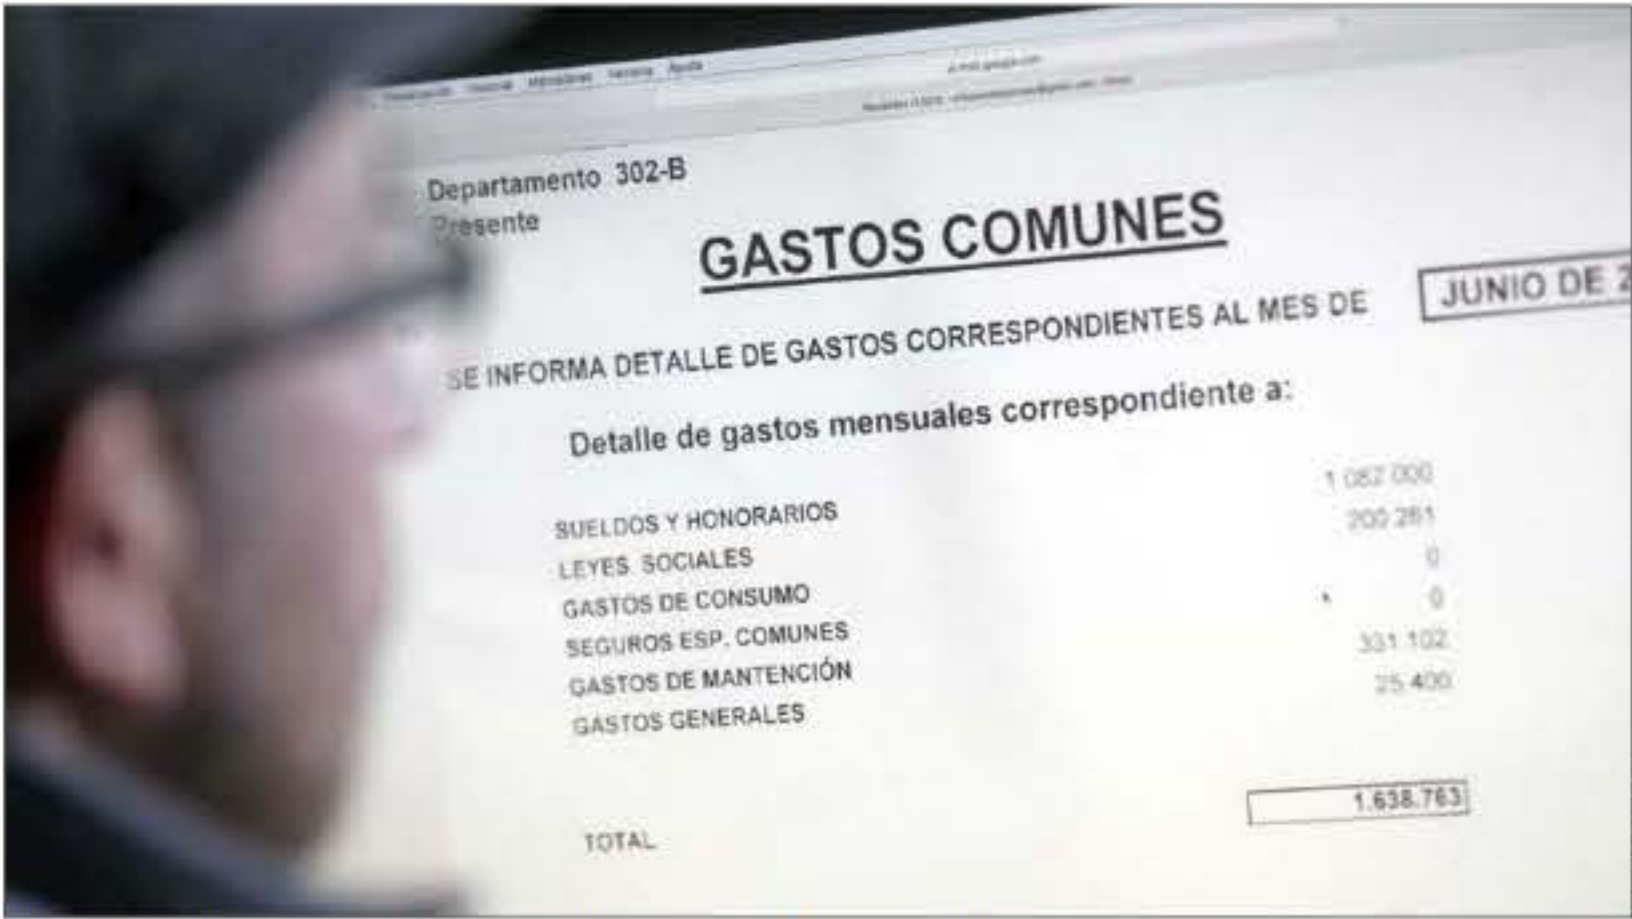 Ayuda
Departamento 302-B
Presente
GASTOS COMUNES
SE INFORMA DETALLE DE GASTOS CORRESPONDIENTES AL MES DE JUNIO DE 2
Detalle de gastos mensuales correspondiente a:
SUELDOS Y HONORARIOS 1.082.000
LEYES SOCIALES 200.261
GASTOS DE CONSUMO 0
SEGUROS ESP. COMUNES 0
GASTOS DE MANTENCIÓN 331.102
GASTOS GENERALES 25.400
TOTAL 1.638.763